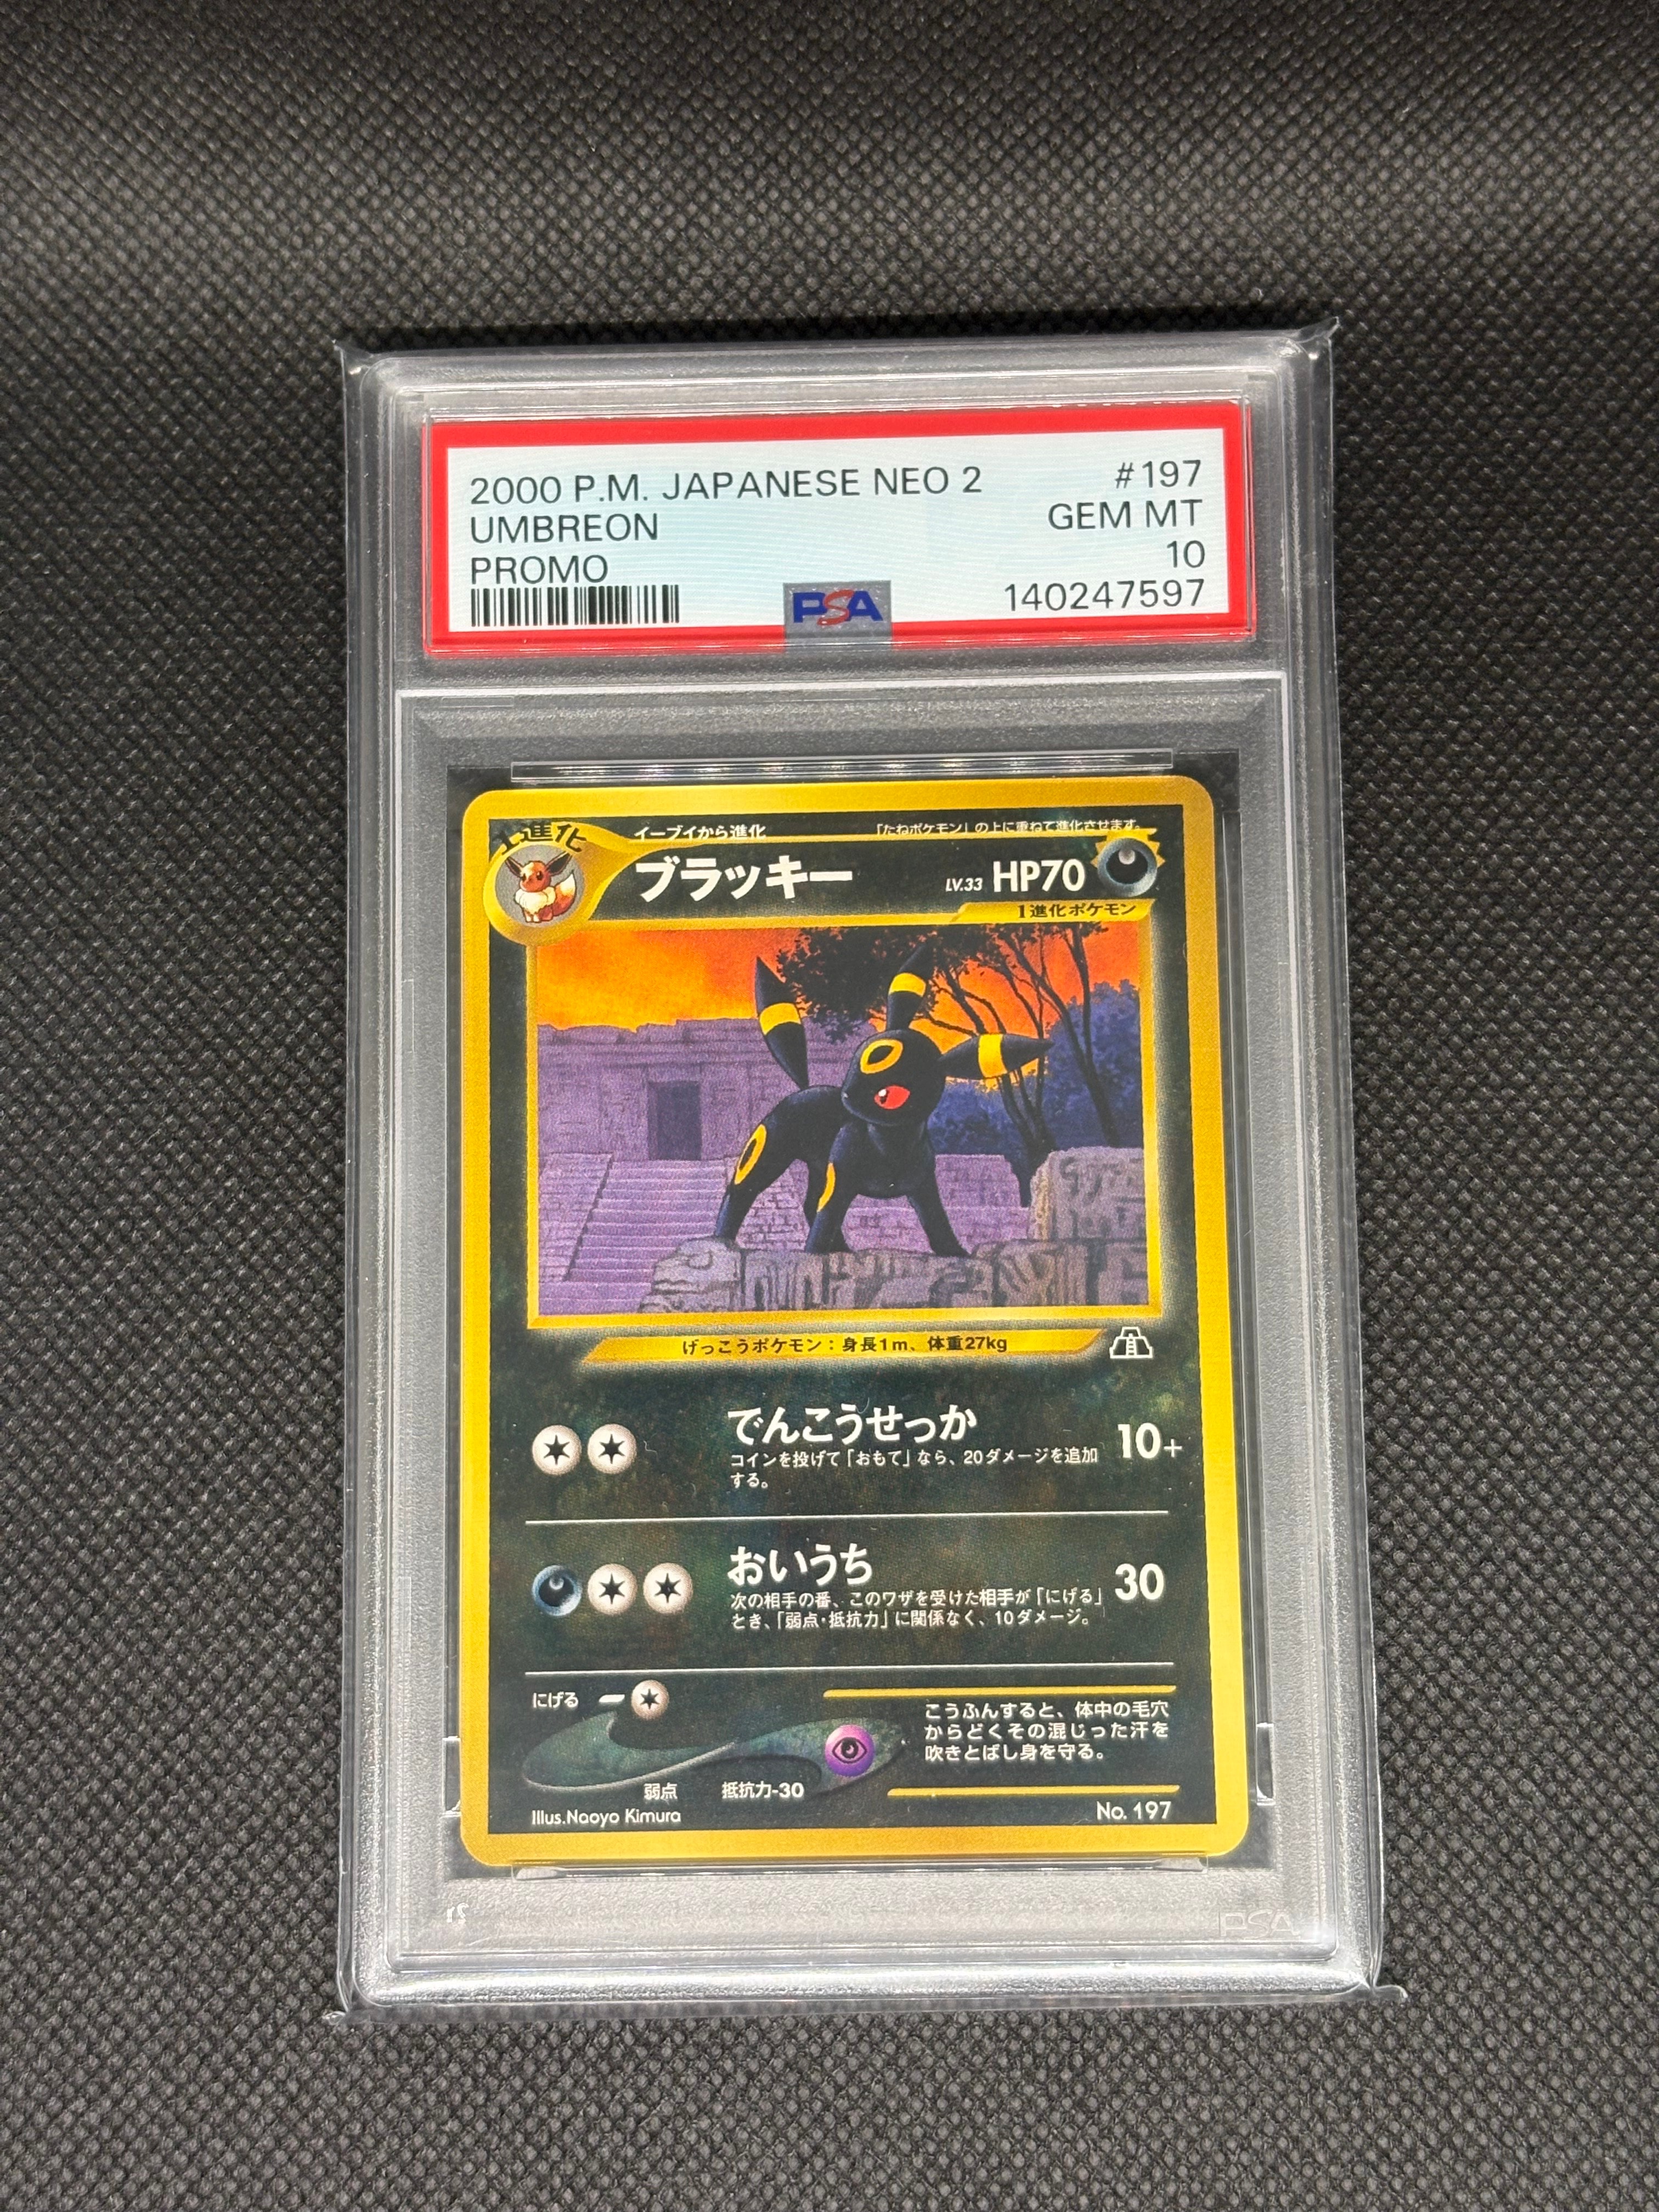 2000 P.M. JAPANESE NEO 2 #197
UMBREON GEM MT
PROMO 10
PSA 140247597
1進化
イーブイから進化 「たねポケモン」の上に重ねて進化させます。
ブラッキー LV.33 HP70
1進化ポケモン
げっこうポケモン：身長1m、体重27kg
でんこうせっか 10+
コインを投げて「おもて」なら、20ダメージを追加
する。
おいうち 30
次の相手の番、このワザを受けた相手が「にげる」
とき、「弱点・抵抗力」に関係なく、10ダメージ。
にげる
こうふんすると、体中の毛穴
からどくその混じった汗を
吹きとばし身を守る。
弱点 抵抗力-30
Illus.Naoyo Kimura No. 197
PSA